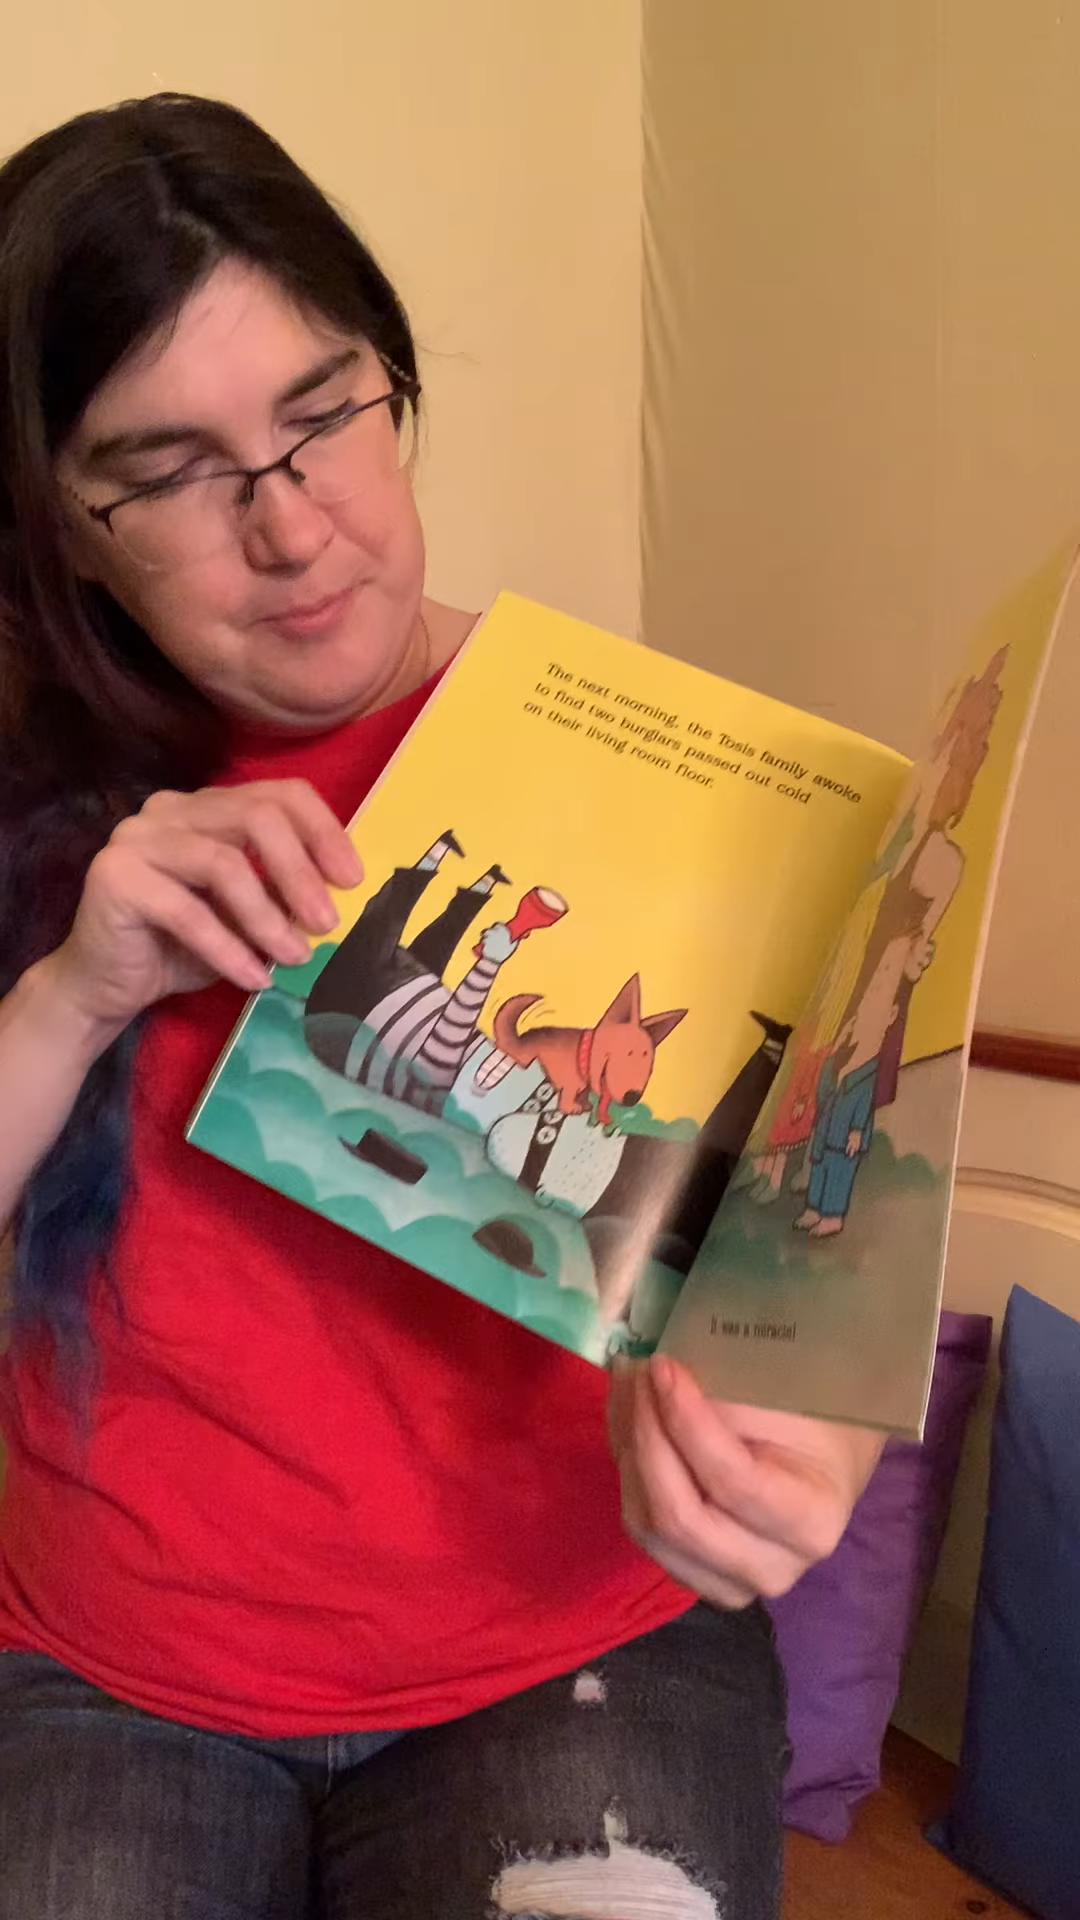 The next morning, the Tosis family awoke
to find two burglars passed out cold
on their living room floor.
It was a miracle!